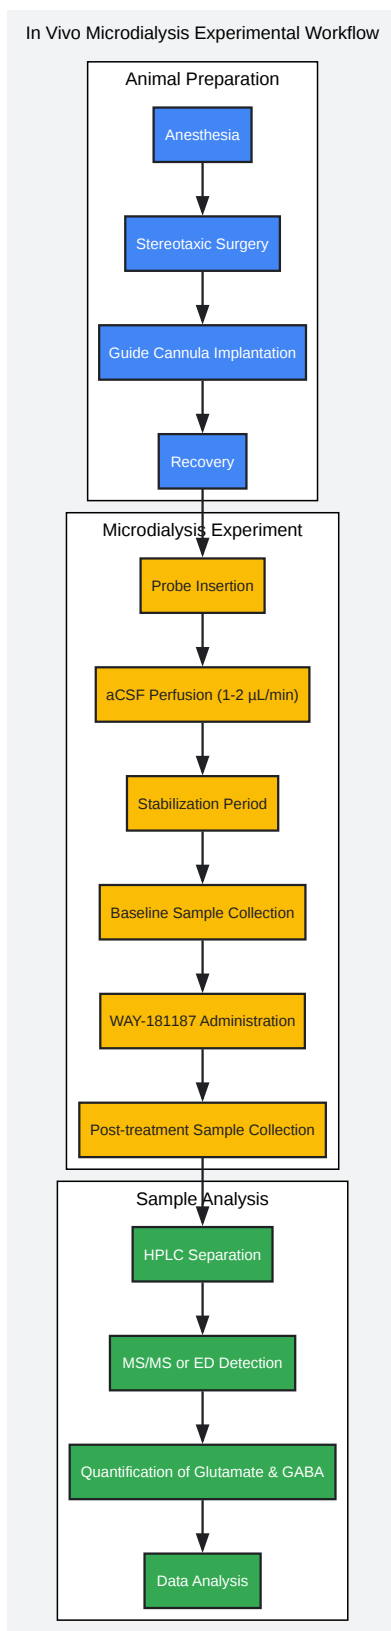 In Vivo Microdialysis Experimental Workflow
Animal Preparation
Anesthesia
Stereotaxic Surgery
Guide Cannula Implantation
Recovery
Microdialysis Experiment
Probe Insertion
aCSF Perfusion (1-2 µL/min)
Stabilization Period
Baseline Sample Collection
WAY-181187 Administration
Post-treatment Sample Collection
Sample Analysis
HPLC Separation
MS/MS or ED Detection
Quantification of Glutamate & GABA
Data Analysis